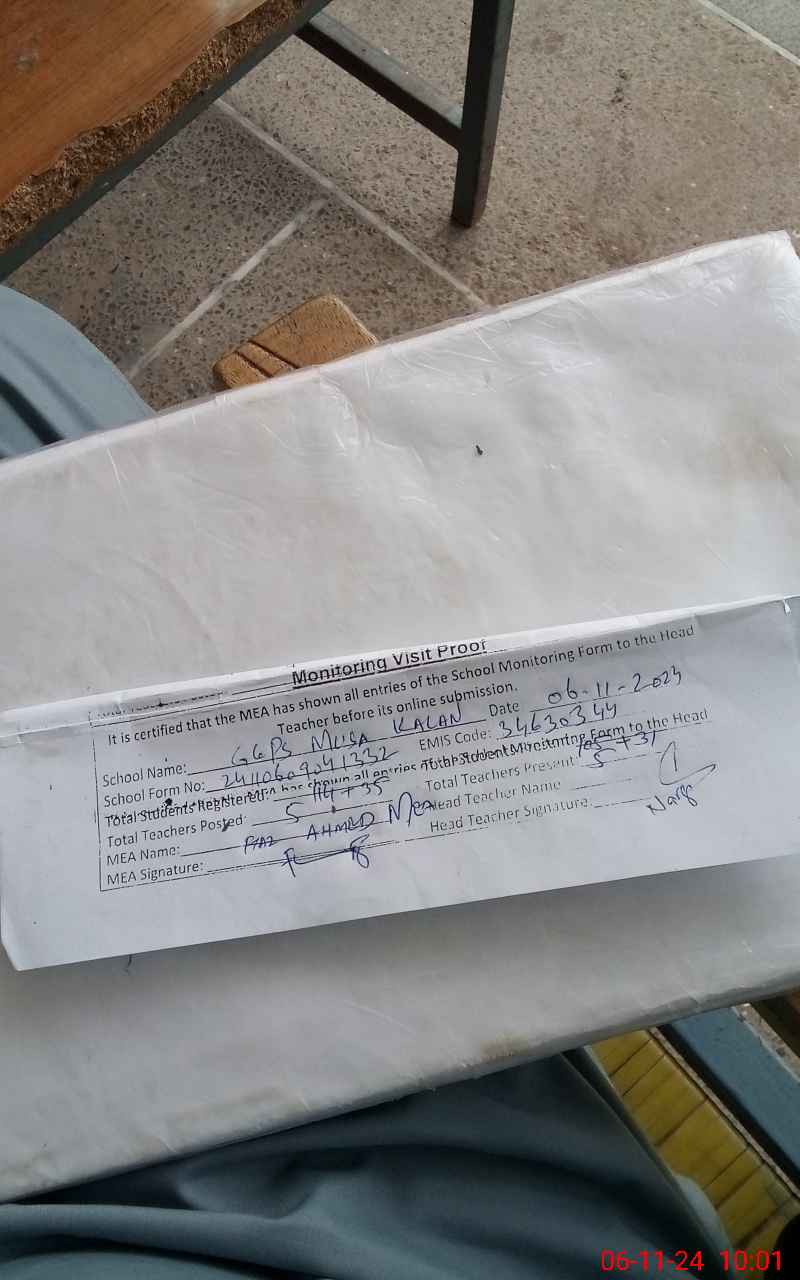 Monitoring Visit Proof
It is certified that the MEA has shown all entries of the School Monitoring Form to the Head
Teacher before its online submission.
Date 06-11-2023
School Name: GGPS MUSA KALAN
EMIS Code: 34630344
School Form No: 24110609041332
Total Students Registered: 114+35
Total Students 105+31
Total Teachers Posted: 5
Total Teachers Present 5
MEA Name: AHMED MEA
Head Teacher Name
MEA Signature:
Head Teacher Signature:
06-11-24 10:01